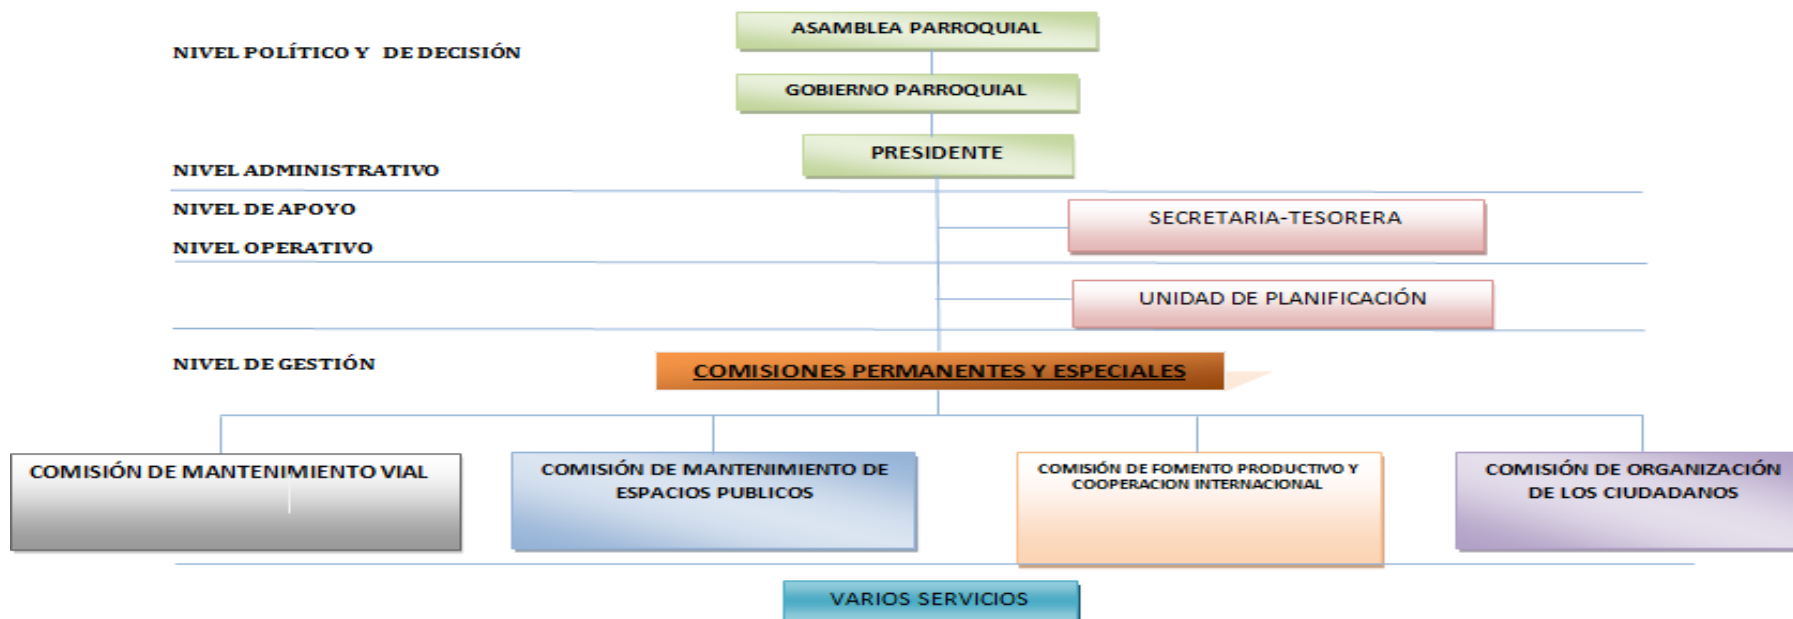 ASAMBLEA PARROQUIAL
NIVEL POLÍTICO Y DE DECISIÓN
GOBIERNO PARROQUIAL
PRESIDENTE
NIVEL ADMINISTRATIVO
NIVEL DE APOYO
SECRETARIA-TESORERA
NIVEL OPERATIVO
UNIDAD DE PLANIFICACIÓN
NIVEL DE GESTIÓN
COMISIONES PERMANENTES Y ESPECIALES
COMISIÓN DE MANTENIMIENTO VIAL
COMISIÓN DE MANTENIMIENTO DE
ESPACIOS PUBLICOS
COMISIÓN DE FOMENTO PRODUCTIVO Y
COOPERACION INTERNACIONAL
COMISIÓN DE ORGANIZACIÓN
DE LOS CIUDADANOS
VARIOS SERVICIOS